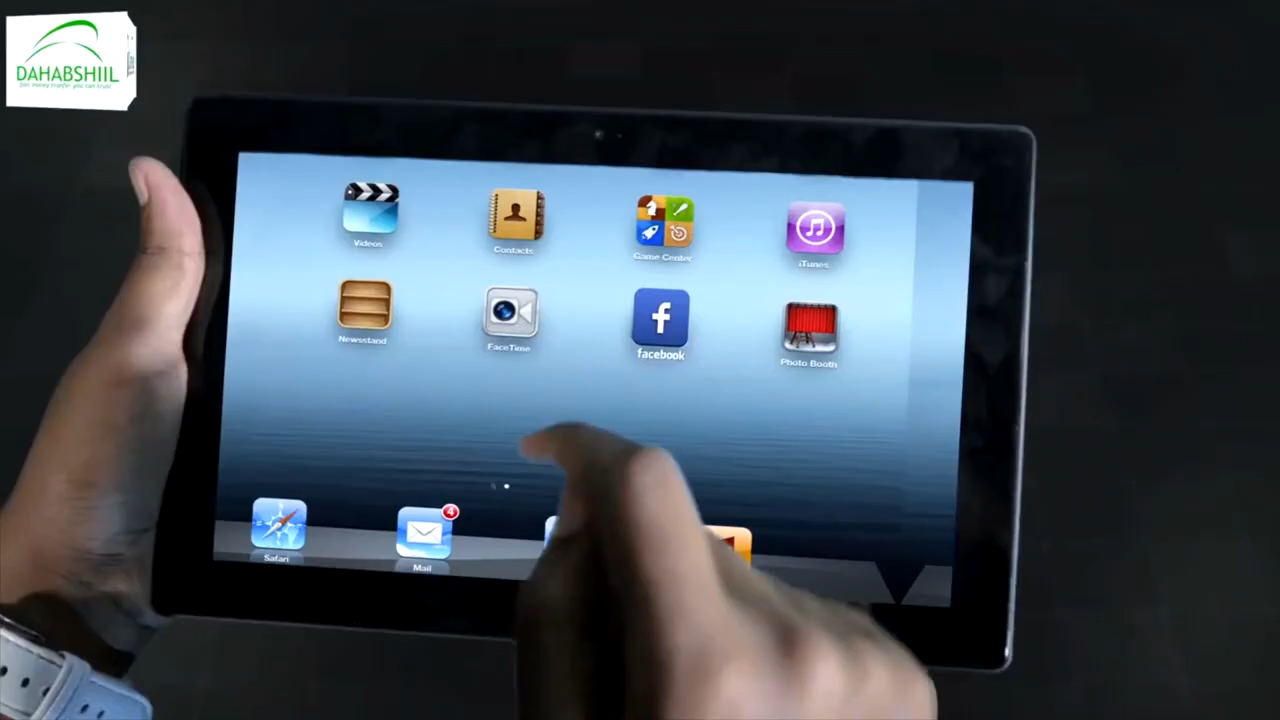 DAHABSHIIL
Videos
Contacts
Game Center
iTunes
Newsstand
FaceTime
f
facebook
Photo Booth
4
Safari
Mail